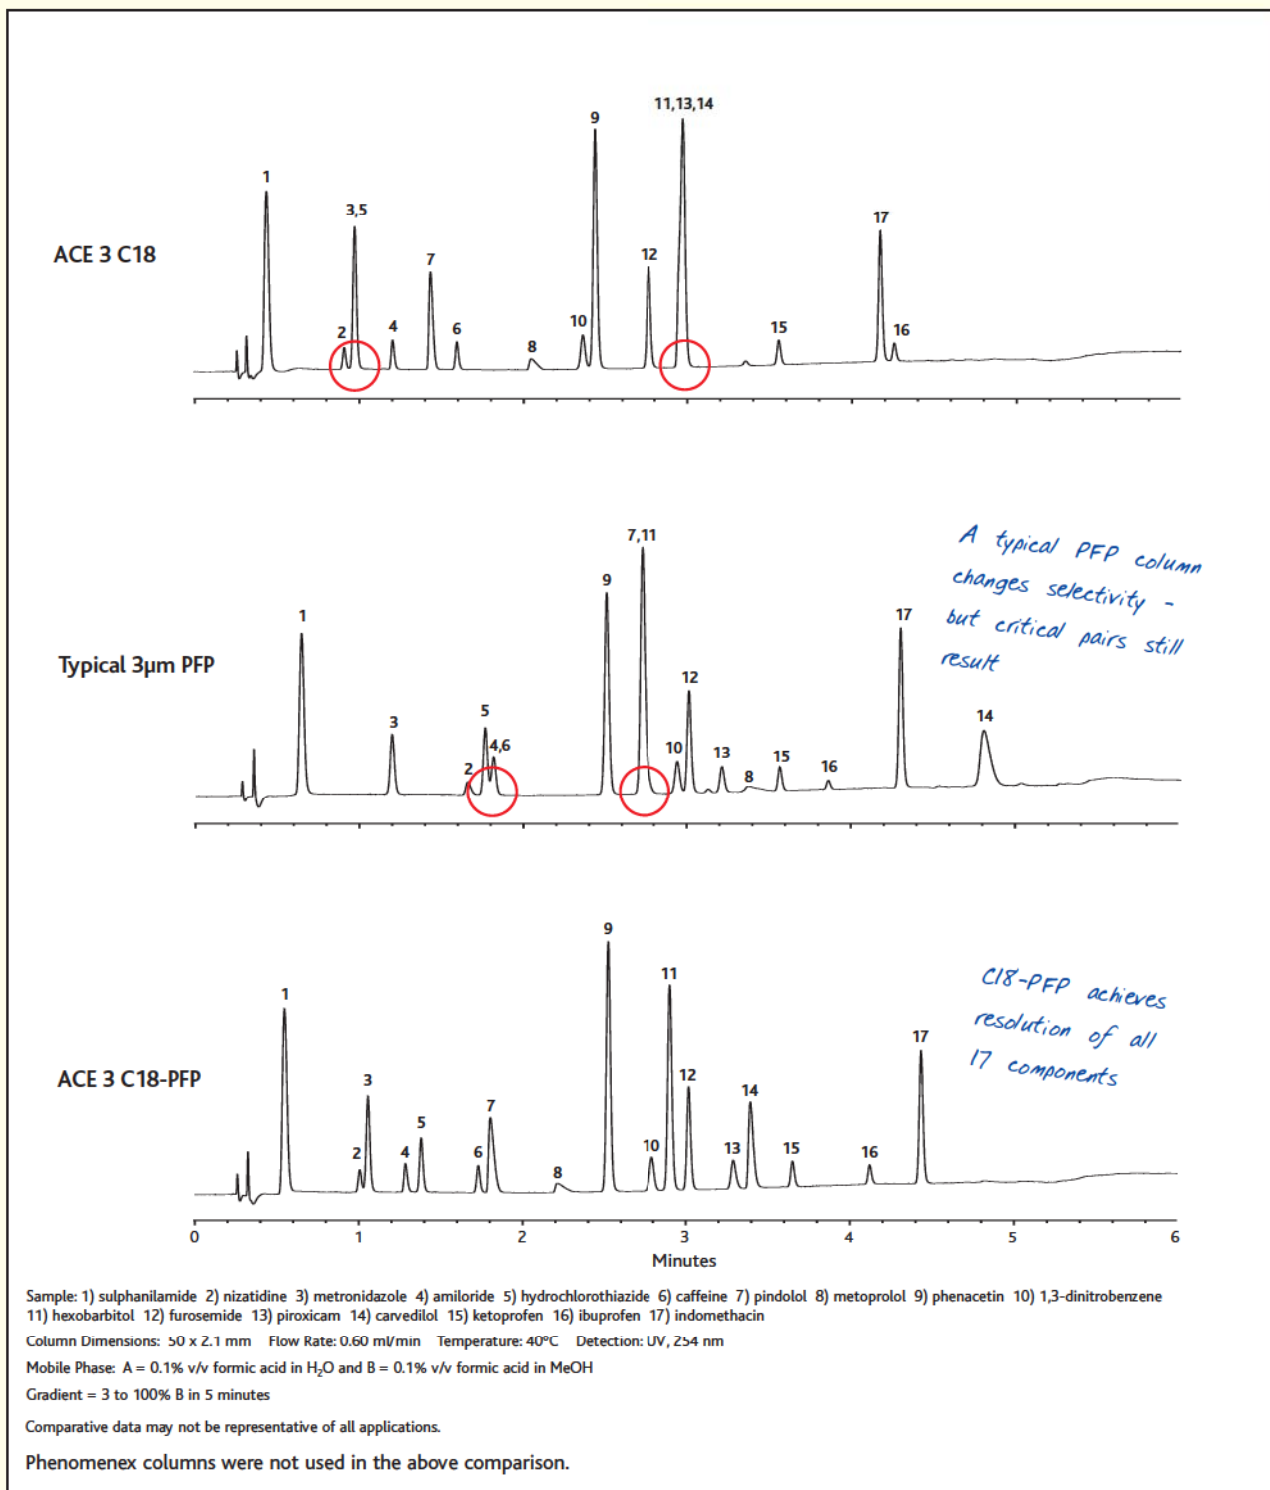 11,13,14
9
1
3,5
17
ACE 3 C18
7
12
10
2
4
6
8
15
16
7,11
A typical PFP column
changes selectivity -
but critical pairs still
result
9
1
17
Typical 3µm PFP
12
3
5
14
4,6
10
13
2
8
15
16
9
11
C18-PFP achieves
resolution of all
17 components
1
17
ACE 3 C18-PFP
3
12
7
14
5
2
4
6
10
13
15
16
8
0 1 2 3 4 5 6
Minutes
Sample: 1) sulphanilamide 2) nizatidine 3) metronidazole 4) amiloride 5) hydrochlorothiazide 6) caffeine 7) pindolol 8) metoprolol 9) phenacetin 10) 1,3-dinitrobenzene
11) hexobarbitol 12) furosemide 13) piroxicam 14) carvedilol 15) ketoprofen 16) ibuprofen 17) indomethacin
Column Dimensions: 50 x 2.1 mm Flow Rate: 0.60 ml/min Temperature: 40ºC Detection: UV, 254 nm
Mobile Phase: A = 0.1% v/v formic acid in H₂O and B = 0.1% v/v formic acid in MeOH
Gradient = 3 to 100% B in 5 minutes
Comparative data may not be representative of all applications.
Phenomenex columns were not used in the above comparison.